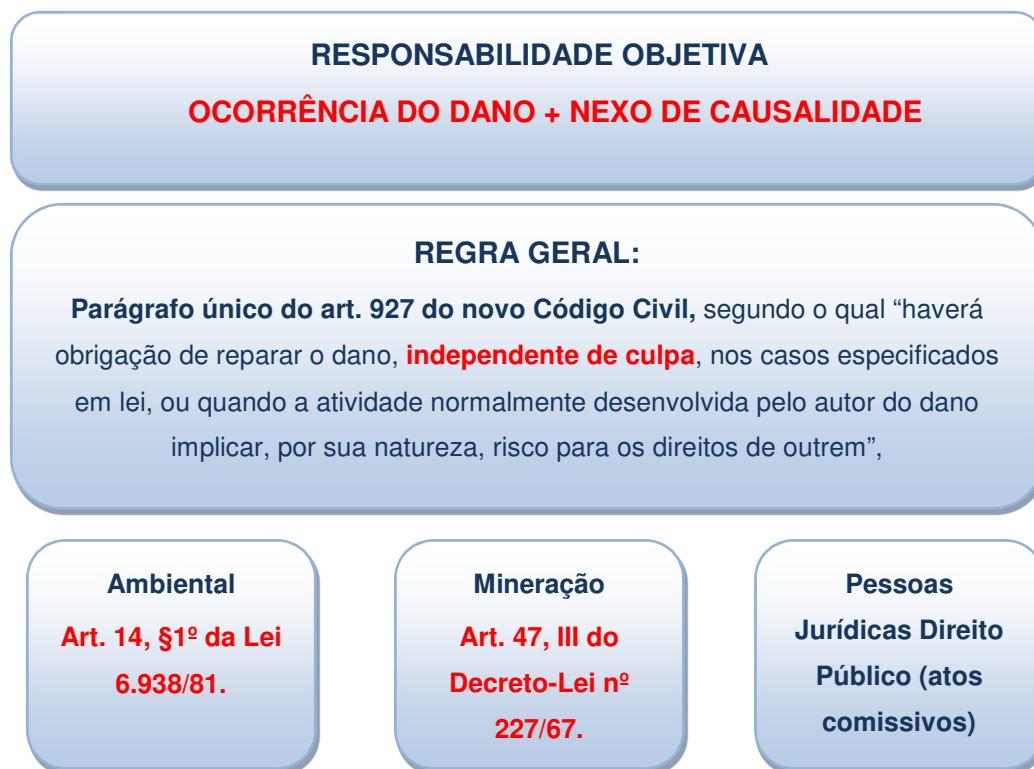 RESPONSABILIDADE OBJETIVA
OCORRÊNCIA DO DANO + NEXO DE CAUSALIDADE
REGRA GERAL:
Parágrafo único do art. 927 do novo Código Civil, segundo o qual “haverá
obrigação de reparar o dano, independente de culpa, nos casos especificados
em lei, ou quando a atividade normalmente desenvolvida pelo autor do dano
implicar, por sua natureza, risco para os direitos de outrem”,
Ambiental
Art. 14, §1º da Lei
6.938/81.
Mineração
Art. 47, III do
Decreto-Lei nº
227/67.
Pessoas
Jurídicas Direito
Público (atos
comissivos)